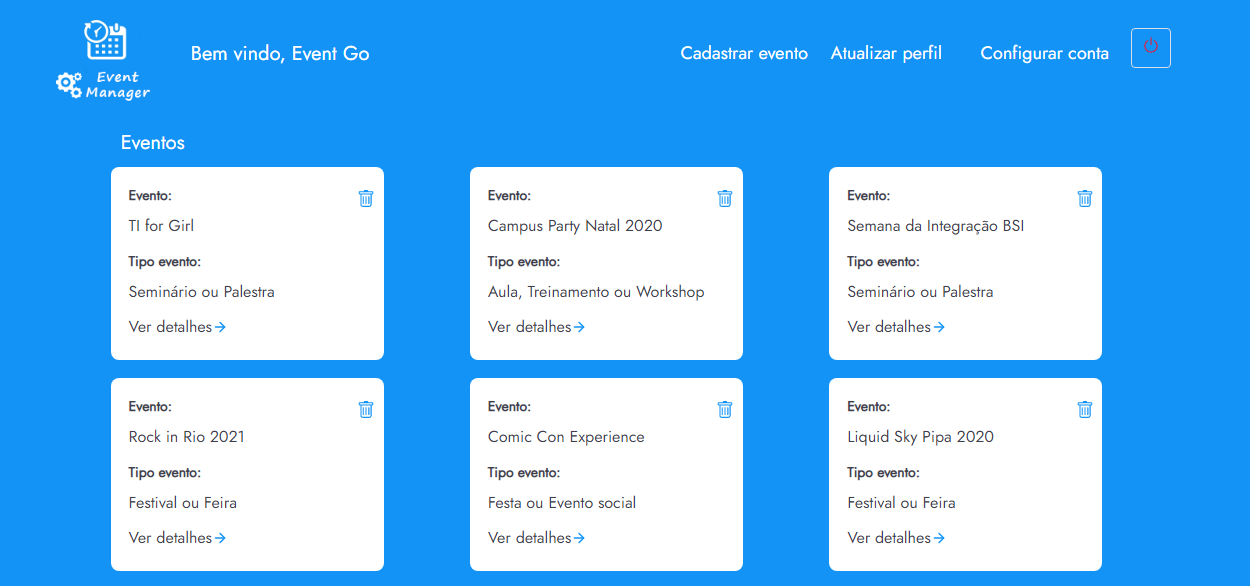 Event
Manager
Bem vindo, Event Go
Cadastrar evento
Atualizar perfil
Configurar conta
Eventos
Evento:
TI for Girl
Tipo evento:
Seminário ou Palestra
Ver detalhes
Evento:
Campus Party Natal 2020
Tipo evento:
Aula, Treinamento ou Workshop
Ver detalhes
Evento:
Semana da Integração BSI
Tipo evento:
Seminário ou Palestra
Ver detalhes
Evento:
Rock in Rio 2021
Tipo evento:
Festival ou Feira
Ver detalhes
Evento:
Comic Con Experience
Tipo evento:
Festa ou Evento social
Ver detalhes
Evento:
Liquid Sky Pipa 2020
Tipo evento:
Festival ou Feira
Ver detalhes